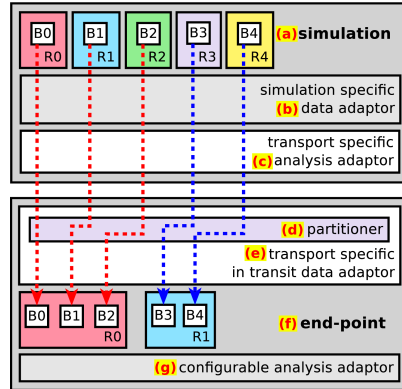 B0 B1 B2 B3 B4 (a) simulation
R0 R1 R2 R3 R4
simulation specific
(b) data adaptor
transport specific
(c) analysis adaptor
(d) partitioner
(e) transport specific
in transit data adaptor
B0 B1 B2 B3 B4
(f) end-point
R0 R1
(g) configurable analysis adaptor